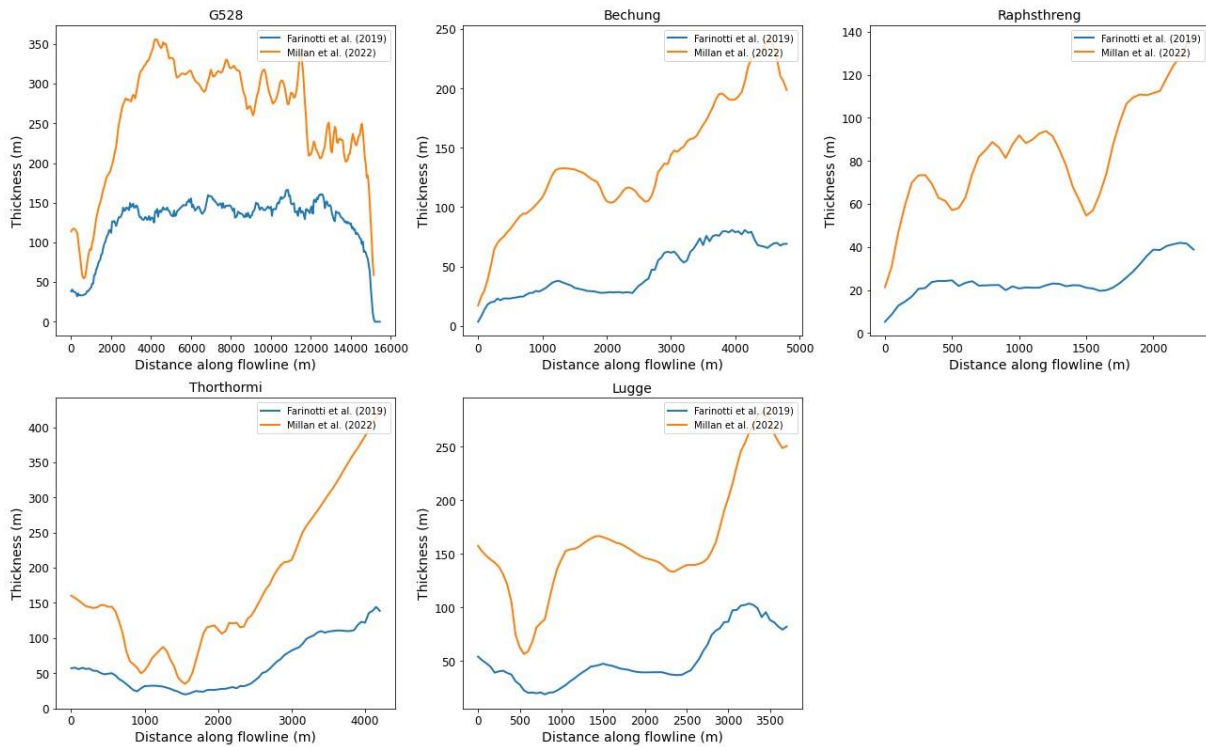 G528
Farinotti et al. (2019)
Millan et al. (2022)
350
300
250
200
150
100
50
0
Thickness (m)
0 2000 4000 6000 8000 10000 12000 14000 16000
Distance along flowline (m)
Bechung
Farinotti et al. (2019)
Millan et al. (2022)
250
200
150
100
50
0
Thickness (m)
0 1000 2000 3000 4000 5000
Distance along flowline (m)
Raphsthreng
Farinotti et al. (2019)
Millan et al. (2022)
140
120
100
80
60
40
20
0
Thickness (m)
0 500 1000 1500 2000
Distance along flowline (m)
Thorthormi
Farinotti et al. (2019)
Millan et al. (2022)
400
350
300
250
200
150
100
50
0
Thickness (m)
0 1000 2000 3000 4000
Distance along flowline (m)
Lugge
Farinotti et al. (2019)
Millan et al. (2022)
250
200
150
100
50
Thickness (m)
0 500 1000 1500 2000 2500 3000 3500
Distance along flowline (m)